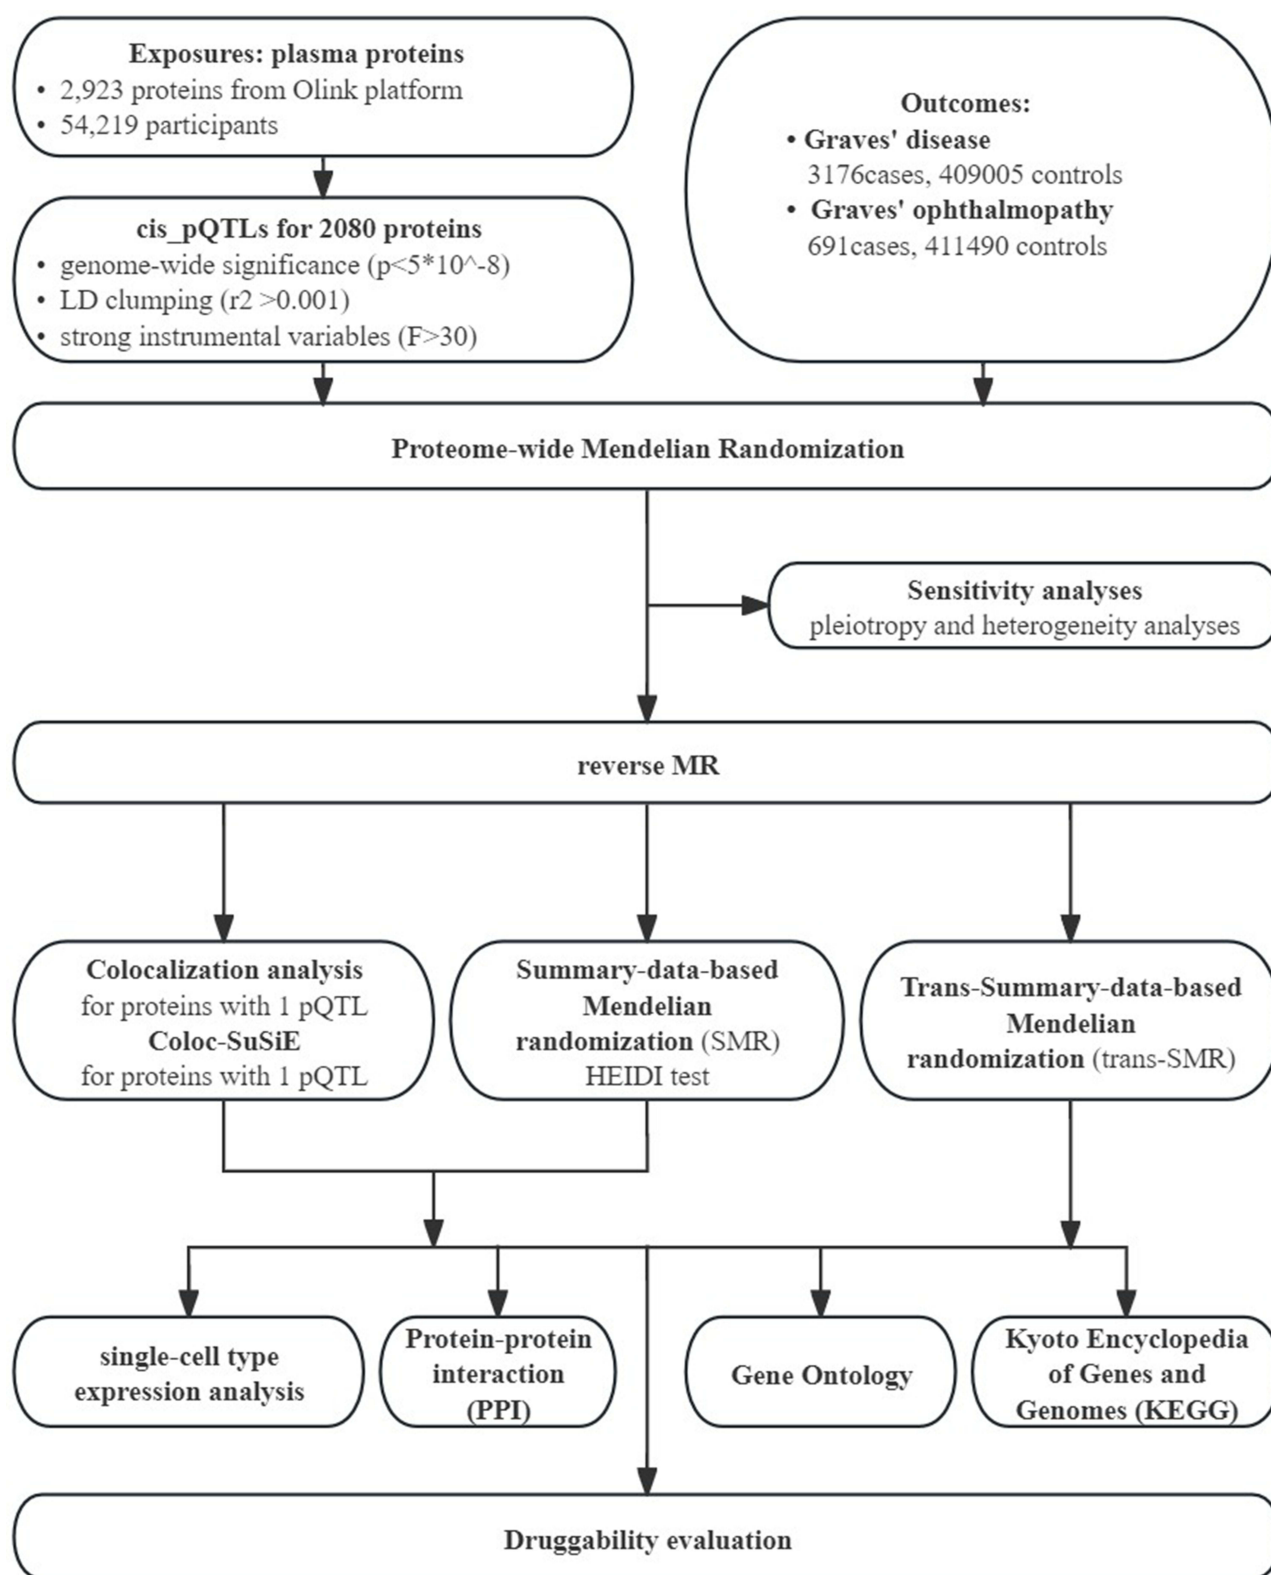 Exposures: plasma proteins
• 2,923 proteins from Olink platform
• 54,219 participants
Outcomes:
• Graves' disease
3176cases, 409005 controls
• Graves' ophthalmopathy
691cases, 411490 controls
cis_pQTLs for 2080 proteins
• genome-wide significance (p<5*10^-8)
• LD clumping (r2 >0.001)
• strong instrumental variables (F>30)
Proteome-wide Mendelian Randomization
Sensitivity analyses
pleiotropy and heterogeneity analyses
reverse MR
Colocalization analysis
for proteins with 1 pQTL
Coloc-SuSiE
for proteins with 1 pQTL
Summary-data-based
Mendelian
randomization (SMR)
HEIDI test
Trans-Summary-data-based
Mendelian
randomization (trans-SMR)
single-cell type
expression analysis
Protein-protein
interaction
(PPI)
Gene Ontology
Kyoto Encyclopedia
of Genes and
Genomes (KEGG)
Druggability evaluation